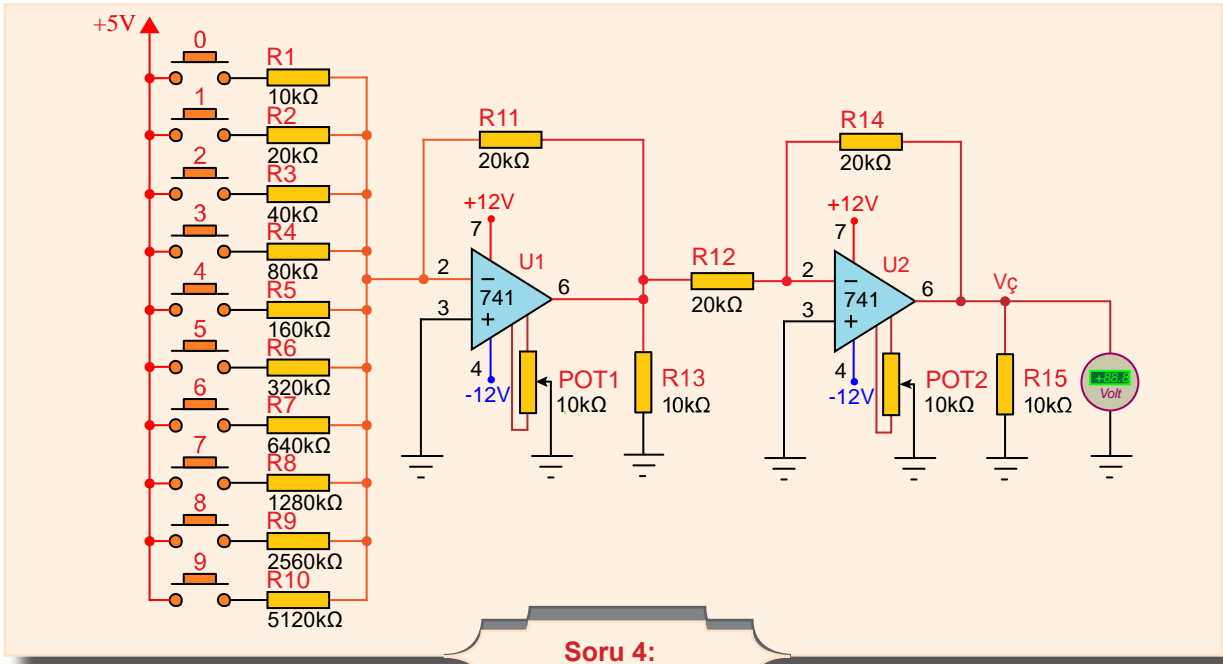 +5V
0
R1
10kΩ
1
R2
20kΩ
2
R3
40kΩ
3
R4
80kΩ
4
R5
160kΩ
5
R6
320kΩ
6
R7
640kΩ
7
R8
1280kΩ
8
R9
2560kΩ
9
R10
5120kΩ
R11
20kΩ
+12V
7
U1
2
741
6
3
4
-12V
POT1
10kΩ
R13
10kΩ
R12
20kΩ
R14
20kΩ
+12V
7
U2
2
741
6
3
4
-12V
POT2
10kΩ
Vç
R15
10kΩ
+88.8
Volt
Soru 4: